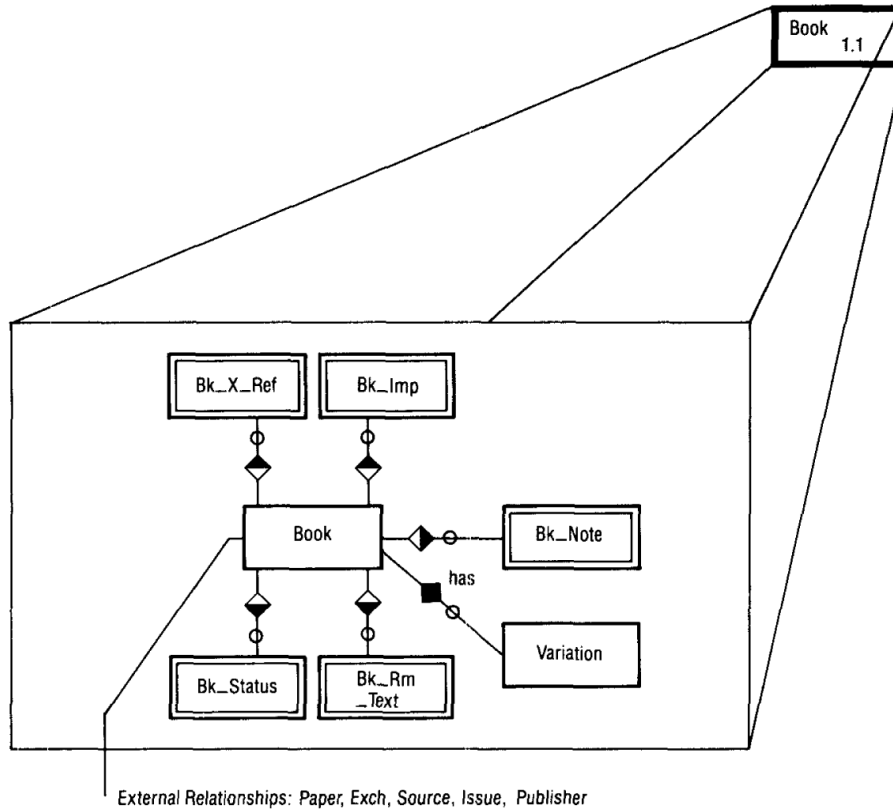 Book
1.1
Bk_X_Ref
Bk_Imp
Book
Bk_Note
has
Variation
Bk_Status
Bk_Rm
_Text
External Relationships: Paper, Exch, Source, Issue, Publisher